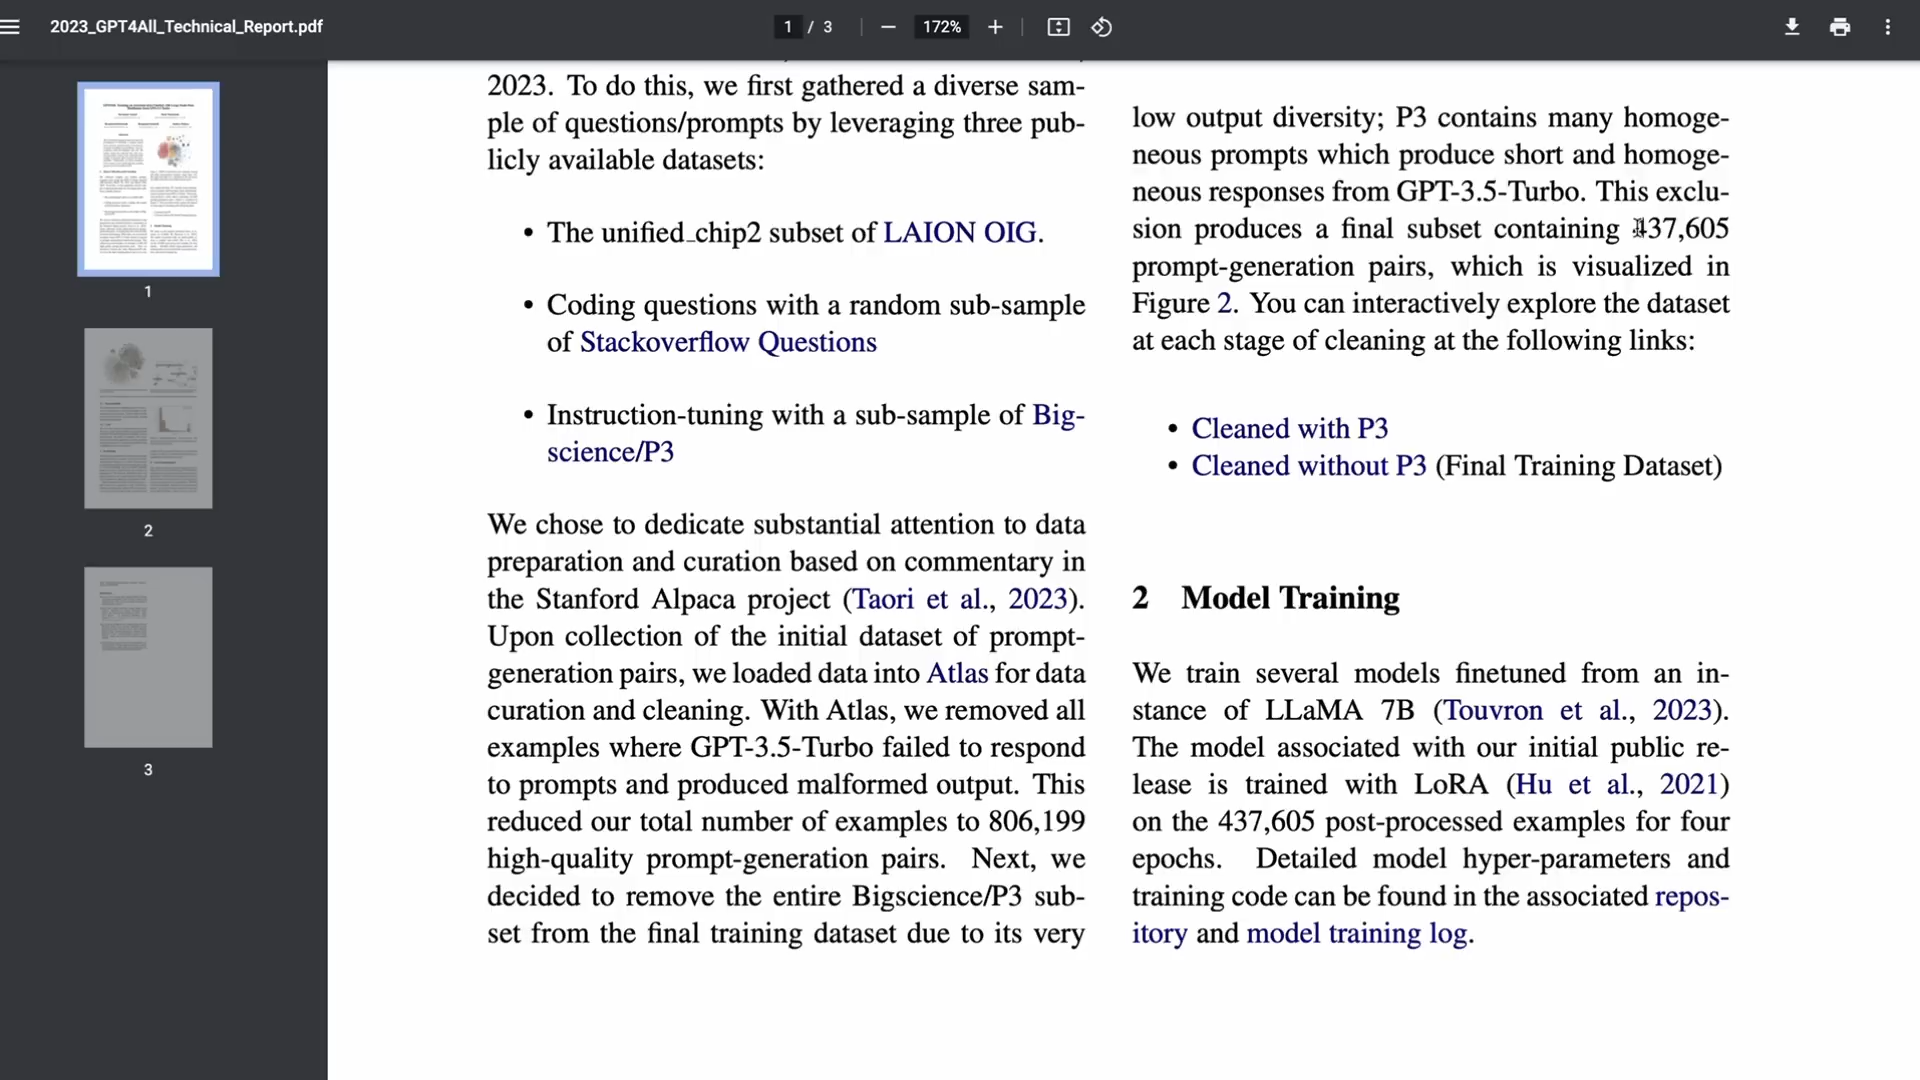 2023_GPT4All_Technical_Report.pdf
1 / 3
172%
1
2
3
2023. To do this, we first gathered a diverse sam-
ple of questions/prompts by leveraging three pub-
licly available datasets:
• The unified_chip2 subset of LAION OIG.
• Coding questions with a random sub-sample
of Stackoverflow Questions
• Instruction-tuning with a sub-sample of Big-
science/P3
We chose to dedicate substantial attention to data
preparation and curation based on commentary in
the Stanford Alpaca project (Taori et al., 2023).
Upon collection of the initial dataset of prompt-
generation pairs, we loaded data into Atlas for data
curation and cleaning. With Atlas, we removed all
examples where GPT-3.5-Turbo failed to respond
to prompts and produced malformed output. This
reduced our total number of examples to 806,199
high-quality prompt-generation pairs. Next, we
decided to remove the entire Bigscience/P3 sub-
set from the final training dataset due to its very
low output diversity; P3 contains many homoge-
neous prompts which produce short and homoge-
neous responses from GPT-3.5-Turbo. This exclu-
sion produces a final subset containing 437,605
prompt-generation pairs, which is visualized in
Figure 2. You can interactively explore the dataset
at each stage of cleaning at the following links:
• Cleaned with P3
• Cleaned without P3 (Final Training Dataset)
2 Model Training
We train several models finetuned from an in-
stance of LLaMA 7B (Touvron et al., 2023).
The model associated with our initial public re-
lease is trained with LoRA (Hu et al., 2021)
on the 437,605 post-processed examples for four
epochs. Detailed model hyper-parameters and
training code can be found in the associated repos-
itory and model training log.